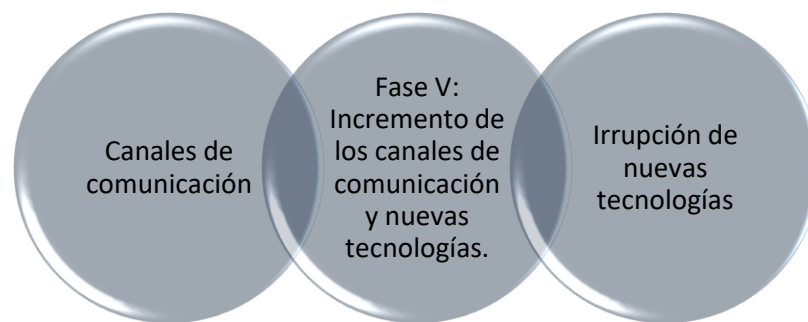 Canales de
comunicación
Fase V:
Incremento de
los canales de
comunicación
y nuevas
tecnologías.
Irrupción de
nuevas
tecnologías